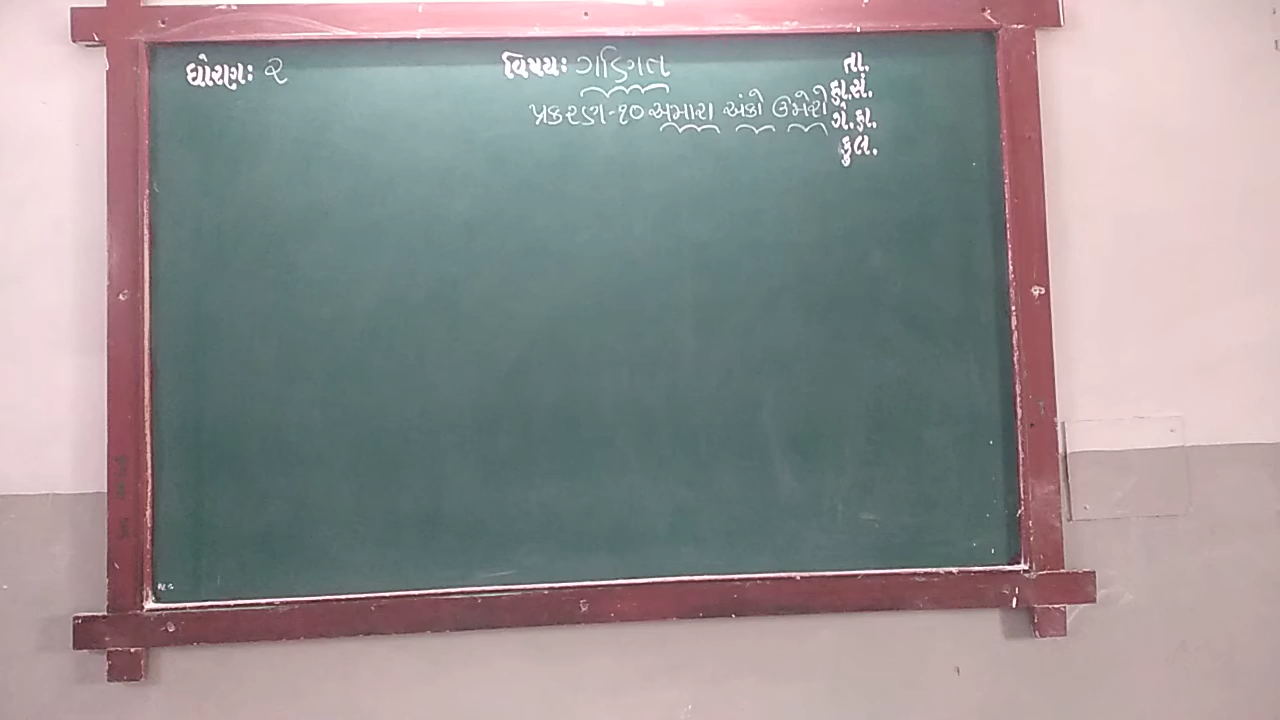 ધોરણઃ ૨
વિષયઃ ગણિત
પ્રકરણ-૧૦ અમારા અંકો ઉમેરો
તા.
હા.સં.
ગે.હા.
કુલ.